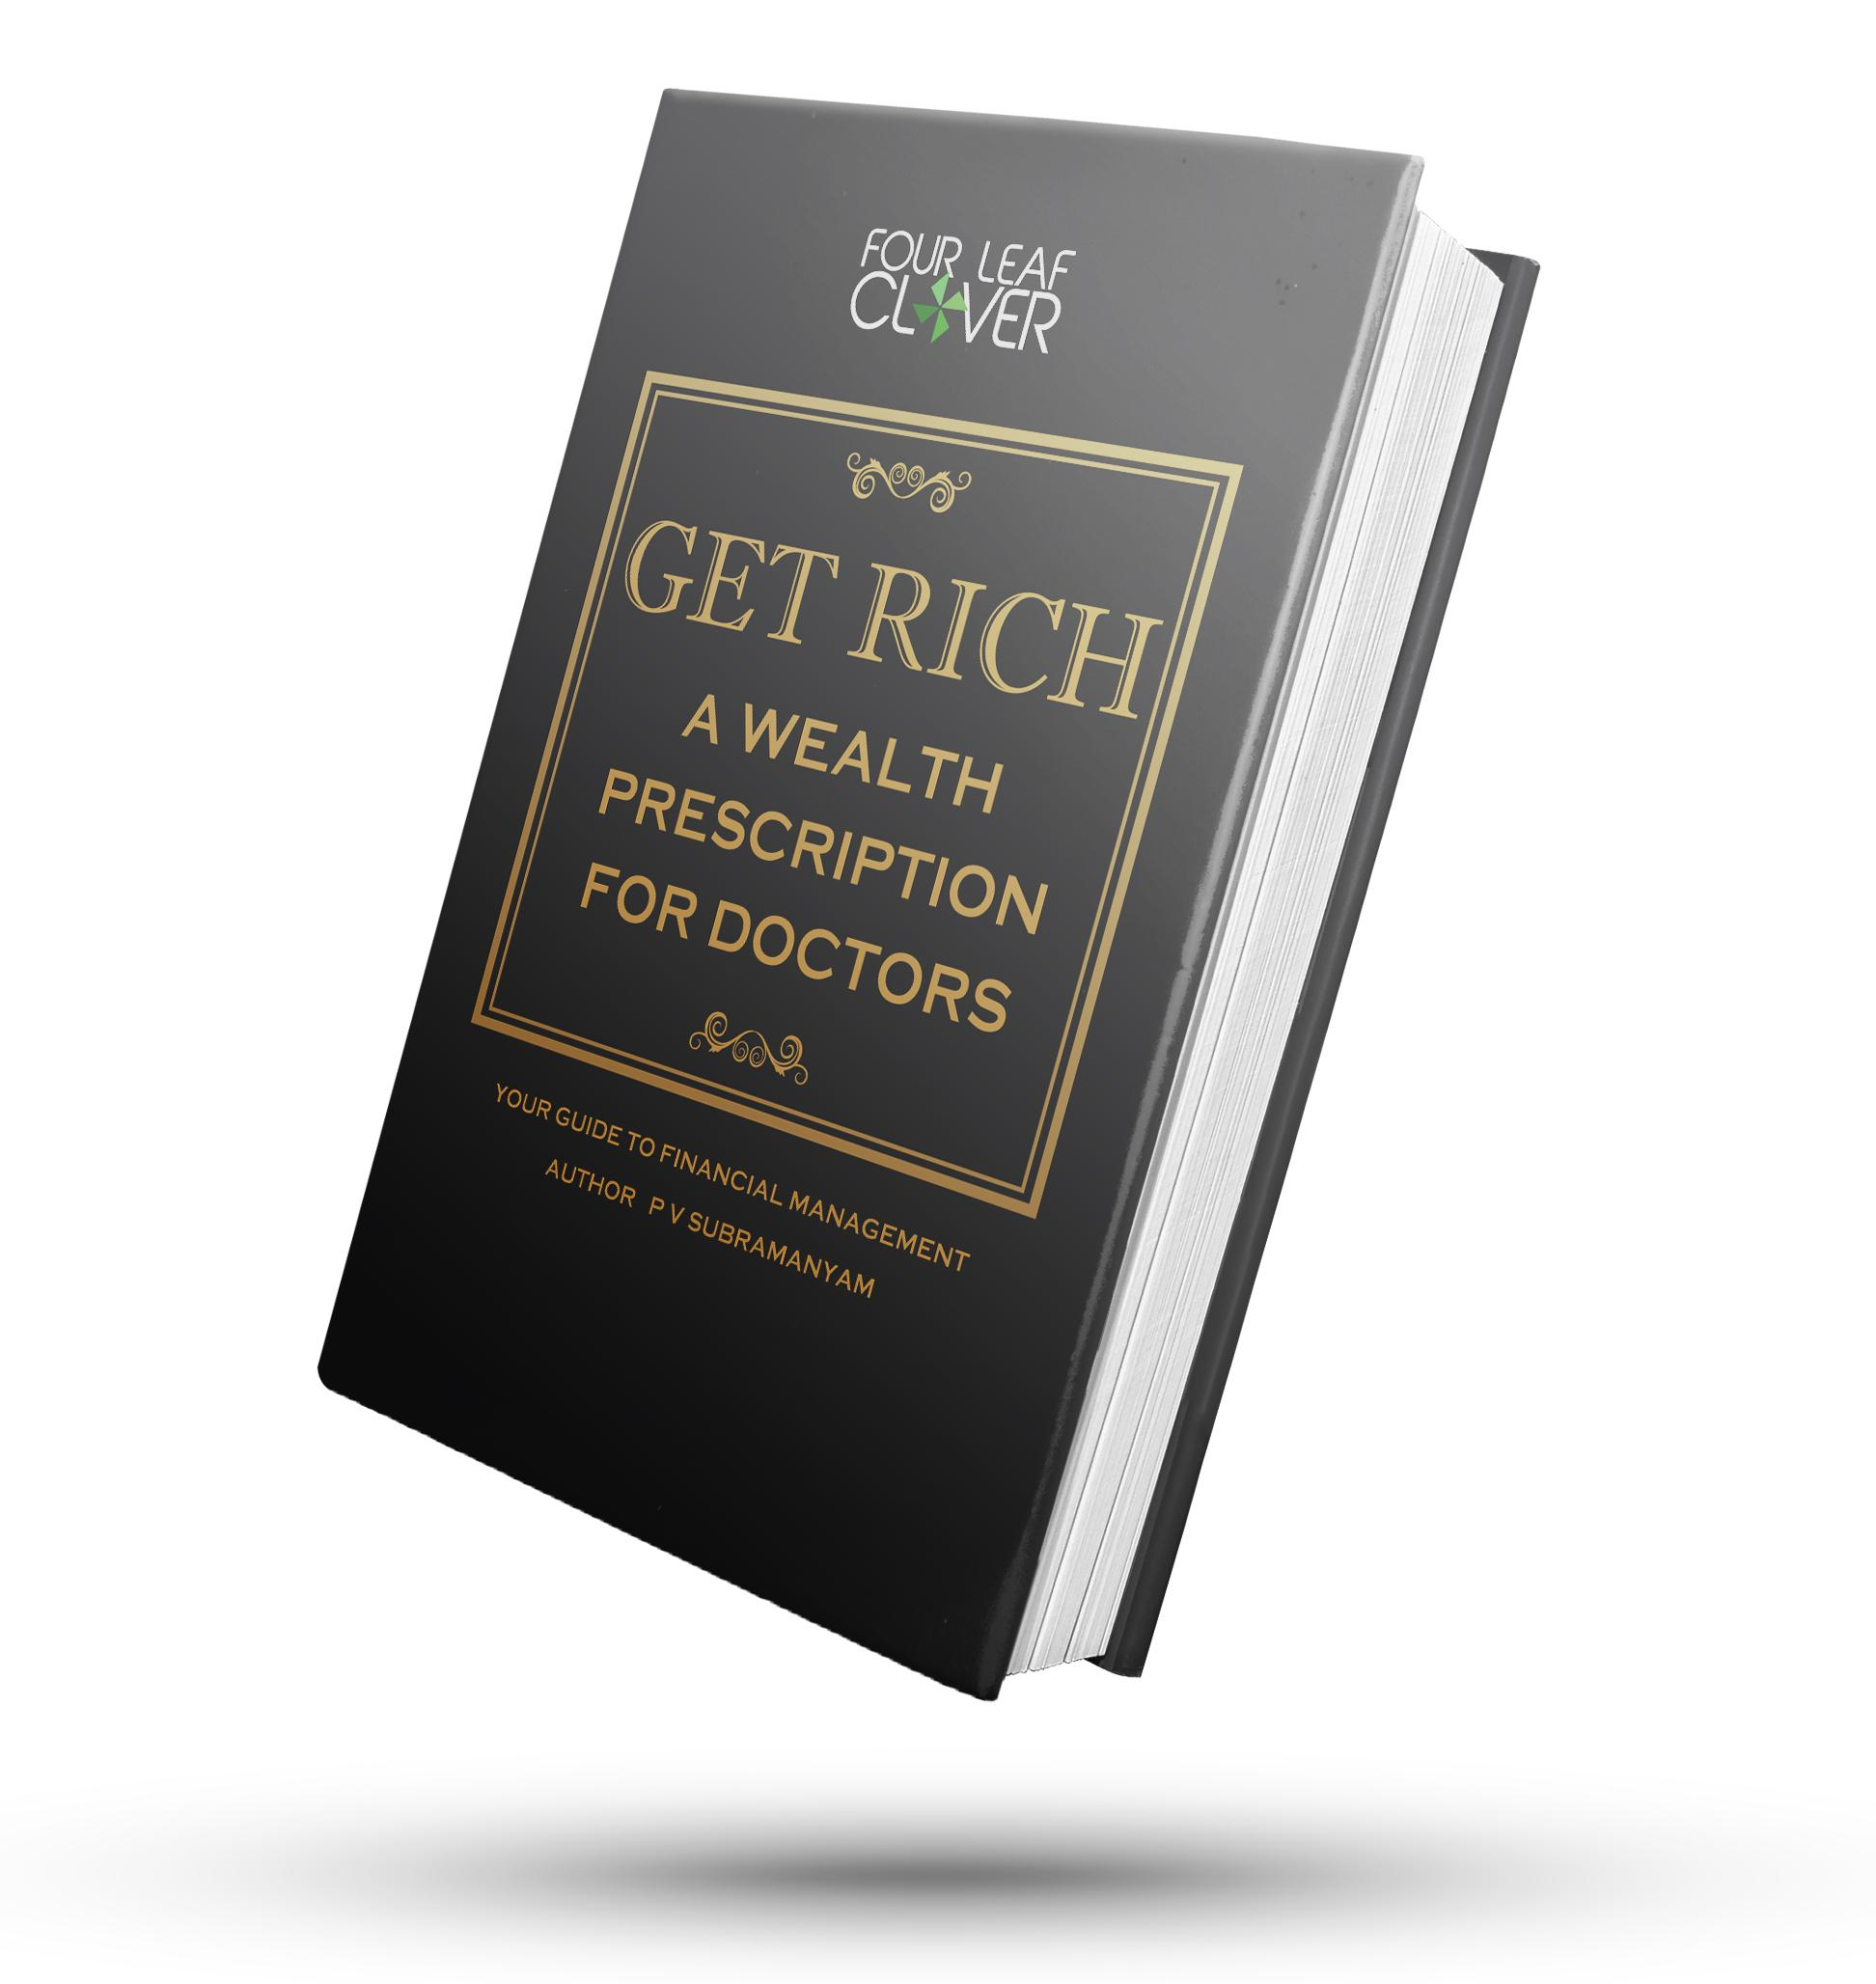 FOUR LEAF
CLOVER
GET RICH
A WEALTH
PRESCRIPTION
FOR DOCTORS
YOUR GUIDE TO FINANCIAL MANAGEMENT
AUTHOR P V SUBRAMANYAM